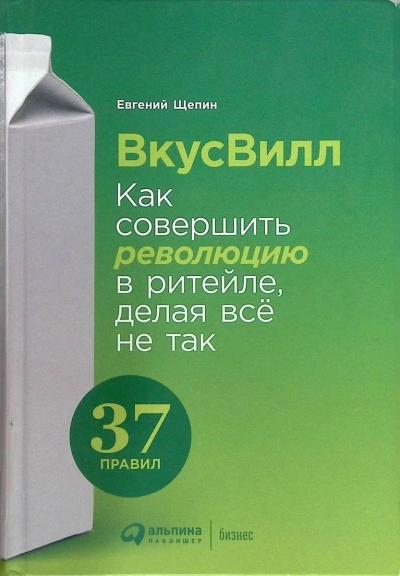 Евгений Щепин
ВкусВилл
Как
совершить
революцию
в ритейле,
делая всё
не так
37
ПРАВИЛ
альпина
ПАБЛИШЕР
бизнес